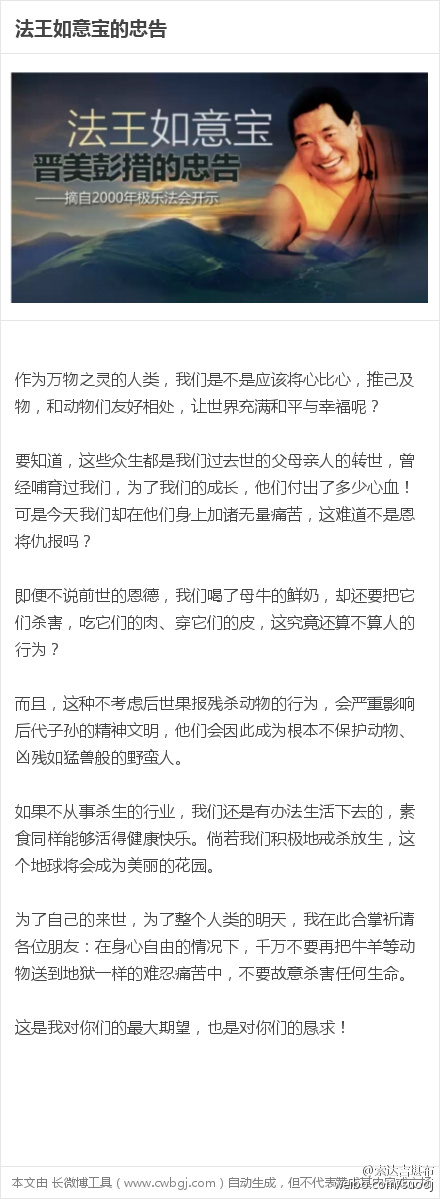 法王如意宝的忠告
法王如意宝
晋美彭措的忠告
——摘自2000年极乐法会开示
作为万物之灵的人类，我们是不是应该将心比心，推己及
物，和动物们友好相处，让世界充满和平与幸福呢？
要知道，这些众生都是我们过去世的父母亲人的转世，曾
经哺育过我们，为了我们的成长，他们付出了多少心血！
可是今天我们却在他们身上加诸无量痛苦，这难道不是恩
将仇报吗？
即便不说前世的恩德，我们喝了母牛的鲜奶，却还要把它
们杀害，吃它们的肉、穿它们的皮，这究竟还算不算人的
行为？
而且，这种不考虑后世果报残杀动物的行为，会严重影响
后代子孙的精神文明，他们会因此成为根本不保护动物、
凶残如猛兽般的野蛮人。
如果不从事杀生的行业，我们还是有办法生活下去的，素
食同样能够活得健康快乐。倘若我们积极地戒杀放生，这
个地球将会成为美丽的花园。
为了自己的来世，为了整个人类的明天，我在此合掌祈请
各位朋友：在身心自由的情况下，千万不要再把牛羊等动
物送到地狱一样的难忍痛苦中，不要故意杀害任何生命。
这是我对你们的最大期望，也是对你们的恳求！
@索达吉堪布
weibo.com/suodj
本文由 长微博工具（www.cwbgj.com）自动生成，但不代表